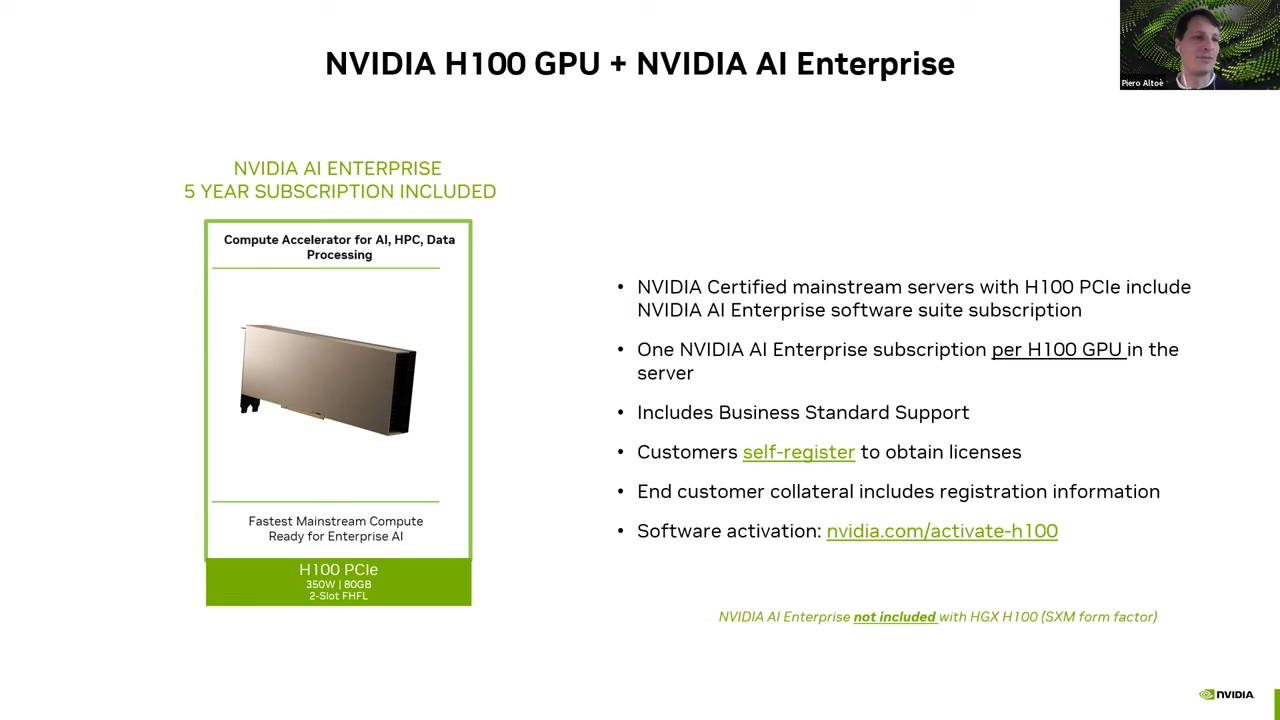 NVIDIA H100 GPU + NVIDIA AI Enterprise
Piero Altoè
NVIDIA AI ENTERPRISE
5 YEAR SUBSCRIPTION INCLUDED
Compute Accelerator for AI, HPC, Data
Processing
Fastest Mainstream Compute
Ready for Enterprise AI
H100 PCIe
350W | 80GB
2-Slot FHFL
• NVIDIA Certified mainstream servers with H100 PCIe include
NVIDIA AI Enterprise software suite subscription
• One NVIDIA AI Enterprise subscription per H100 GPU in the
server
• Includes Business Standard Support
• Customers self-register to obtain licenses
• End customer collateral includes registration information
• Software activation: nvidia.com/activate-h100
NVIDIA AI Enterprise not included with HGX H100 (SXM form factor)
NVIDIA